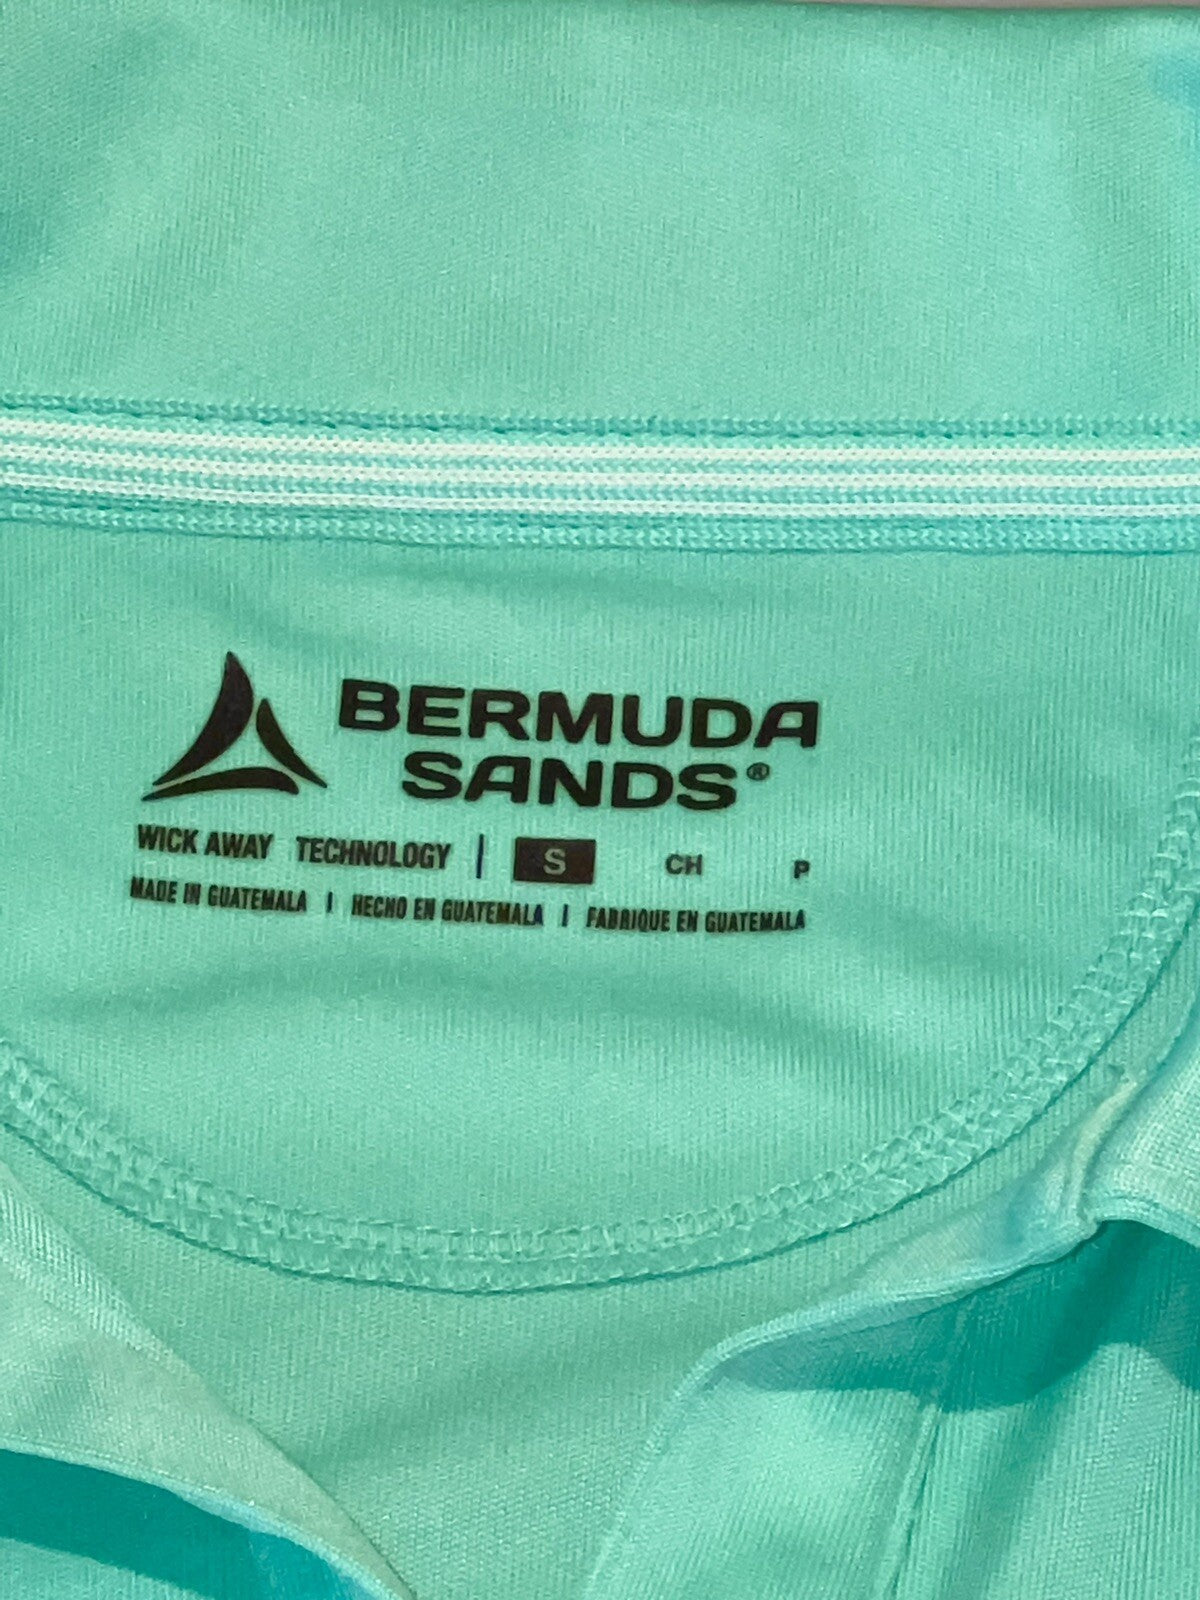 BERMUDA
SANDS®
WICK AWAY TECHNOLOGY | S CH P
MADE IN GUATEMALA | HECHO EN GUATEMALA | FABRIQUE EN GUATEMALA